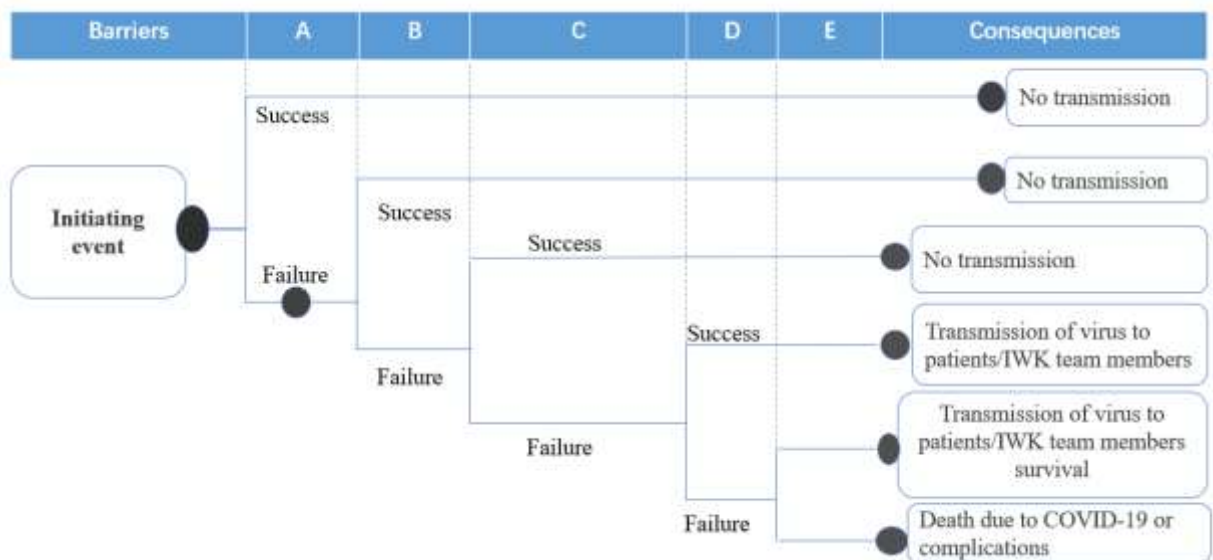 Barriers A B C D E Consequences
No transmission
Success
No transmission
Initiating
event
Success
Success
No transmission
Failure
Success
Transmission of virus to
patients/IWK team members
Failure
Transmission of virus to
patients/IWK team members
survival
Failure
Failure
Death due to COVID-19 or
complications